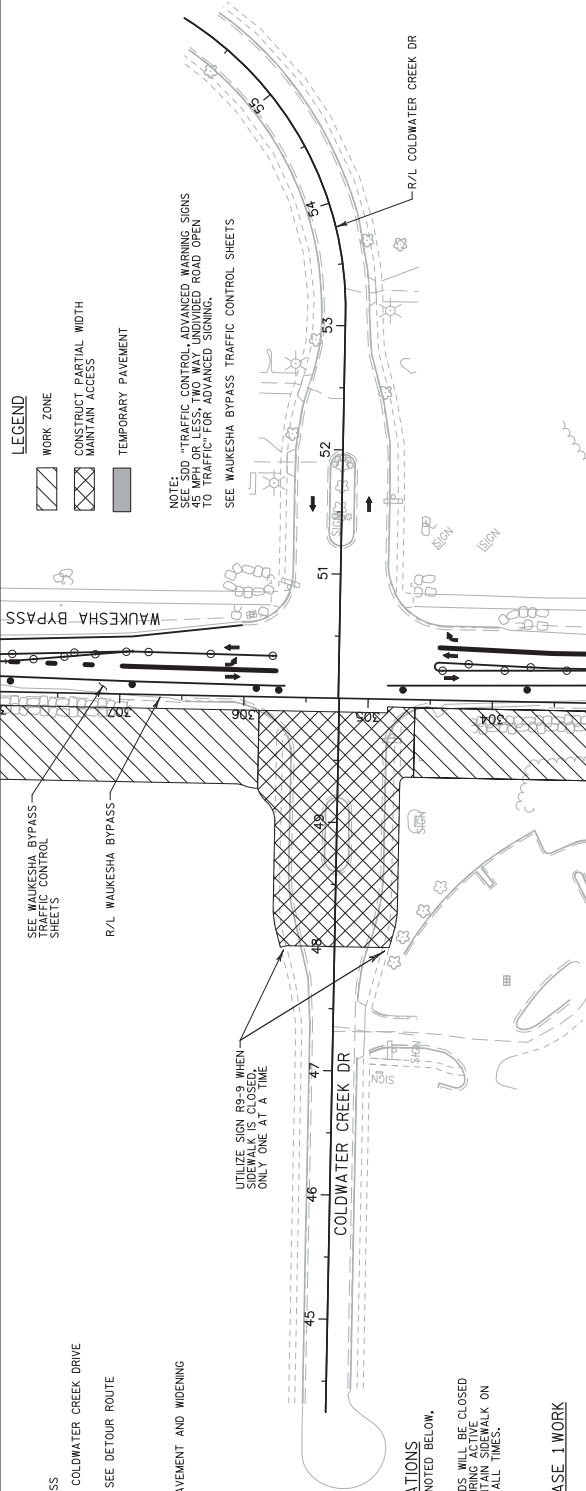 LEGEND
WORK ZONE
CONSTRUCT PARTIAL WIDTH
MAINTAIN ACCESS
TEMPORARY PAVEMENT
NOTE:
SEE SDD "TRAFFIC CONTROL, ADVANCED WARNING SIGNS
45 MPH OR LESS, TWO WAY UNDIVIDED ROAD OPEN
TO TRAFFIC" FOR ADVANCED SIGNING.
SEE WAUKESHA BYPASS TRAFFIC CONTROL SHEETS
R/L COLDWATER CREEK DR
WAUKESHA BYPASS
SEE WAUKESHA BYPASS
TRAFFIC CONTROL
SHEETS
R/L WAUKESHA BYPASS
UTILIZE SIGN R9-9 WHEN
SIDEWALK IS CLOSED,
ONLY ONE AT A TIME
COLDWATER CREEK DR
45
46
47
48
49
51
52
53
54
55
307
306
305
304
SIGN
SIGN
SIGN
SIGN
SIGN
SIGN
SS
COLDWATER CREEK DRIVE
SEE DETOUR ROUTE
AVEMENT AND WIDENING
ATIONS
NOTED BELOW.
DS WILL BE CLOSED
RING ACTIVE
TAIN SIDEWALK ON
ALL TIMES.
ASE 1 WORK